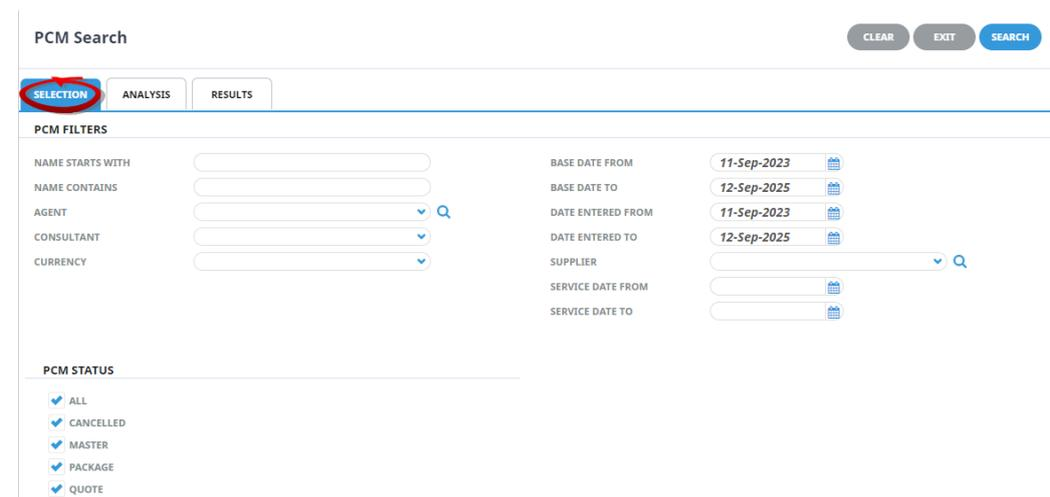 PCM Search
CLEAR EXIT SEARCH
SELECTION ANALYSIS RESULTS
PCM FILTERS
NAME STARTS WITH
NAME CONTAINS
AGENT
CONSULTANT
CURRENCY
BASE DATE FROM 11-Sep-2023
BASE DATE TO 12-Sep-2025
DATE ENTERED FROM 11-Sep-2023
DATE ENTERED TO 12-Sep-2025
SUPPLIER
SERVICE DATE FROM
SERVICE DATE TO
PCM STATUS
ALL
CANCELLED
MASTER
PACKAGE
QUOTE